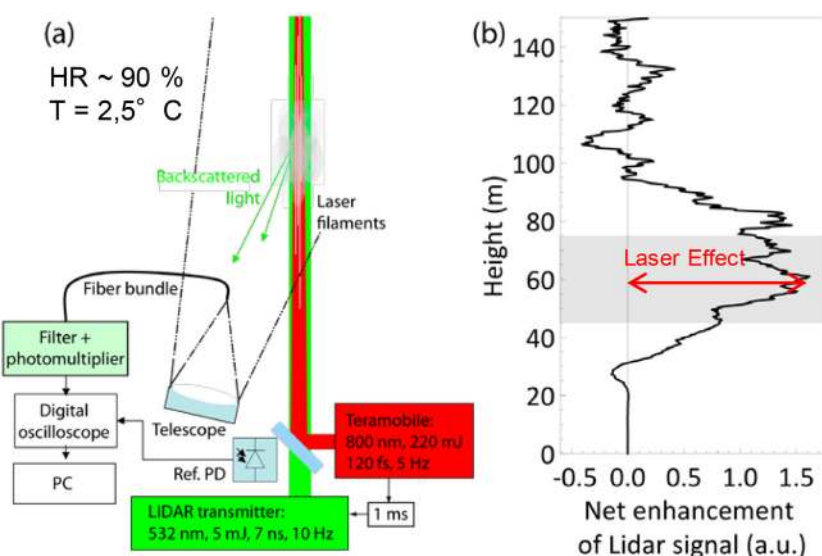 (a)
HR ~ 90 %
T = 2,5° C
Backscattered
light
Laser
filaments
Fiber bundle
Filter +
photomultiplier
Digital
oscilloscope
PC
Telescope
Ref. PD
Teramobile:
800 nm, 220 mJ
120 fs, 5 Hz
1 ms
LIDAR transmitter:
532 nm, 5 mJ, 7 ns, 10 Hz
(b)
Height (m)
140
120
100
80
60
40
20
0
Laser Effect
-0.5 0.0 0.5 1.0 1.5
Net enhancement
of Lidar signal (a.u.)